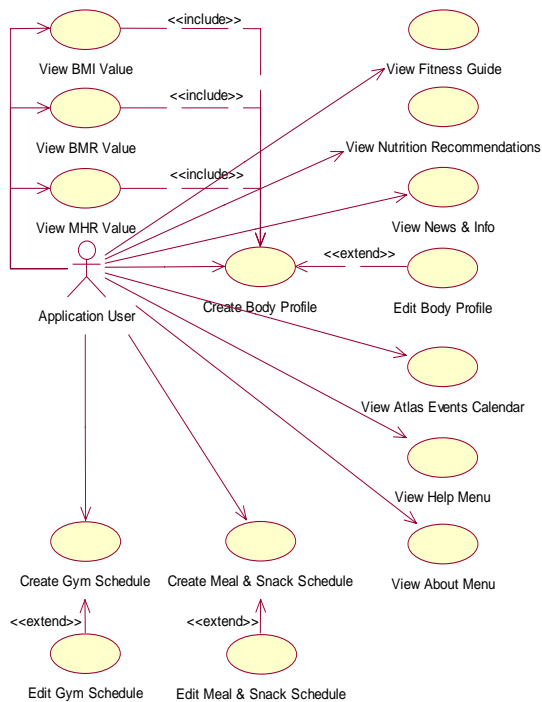 <<include>>
View BMI Value
View Fitness Guide
<<include>>
View BMR Value
View Nutrition Recommendations
<<include>>
View MHR Value
View News & Info
<<extend>>
Application User
Create Body Profile
Edit Body Profile
View Atlas Events Calendar
View Help Menu
Create Gym Schedule
Create Meal & Snack Schedule
View About Menu
<<extend>>
<<extend>>
Edit Gym Schedule
Edit Meal & Snack Schedule